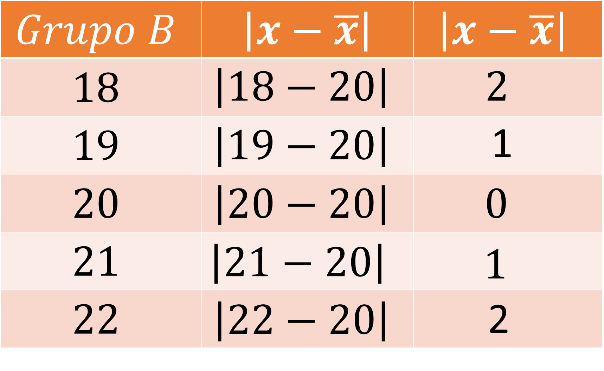 Grupo B |x − x̅| |x − x̅|
18 |18 − 20| 2
19 |19 − 20| 1
20 |20 − 20| 0
21 |21 − 20| 1
22 |22 − 20| 2